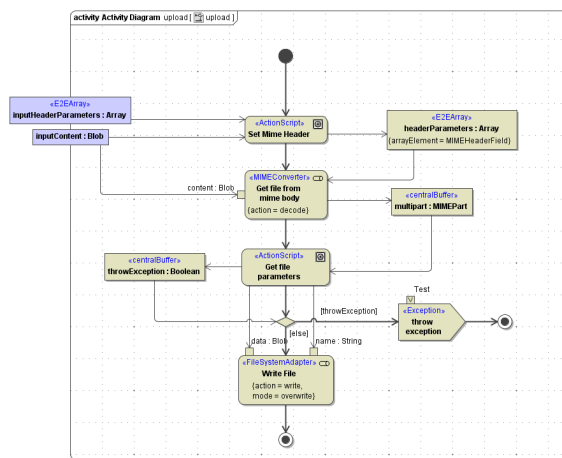 activity Activity Diagram upload [ upload ]
«E2EArray»
inputHeaderParameters : Array
inputContent : Blob
«ActionScript»
Set Mime Header
«E2EArray»
headerParameters : Array
{arrayElement = MIMEHeaderField}
content : Blob
«MIMEConverter»
Get file from
mime body
{action = decode}
«centralBuffer»
multipart : MIMEPart
«centralBuffer»
throwException : Boolean
«ActionScript»
Get file
parameters
Test
[throwException]
«Exception»
throw
exception
[else]
data : Blob
name : String
«FileSystemAdapter»
Write File
{action = write,
mode = overwrite}